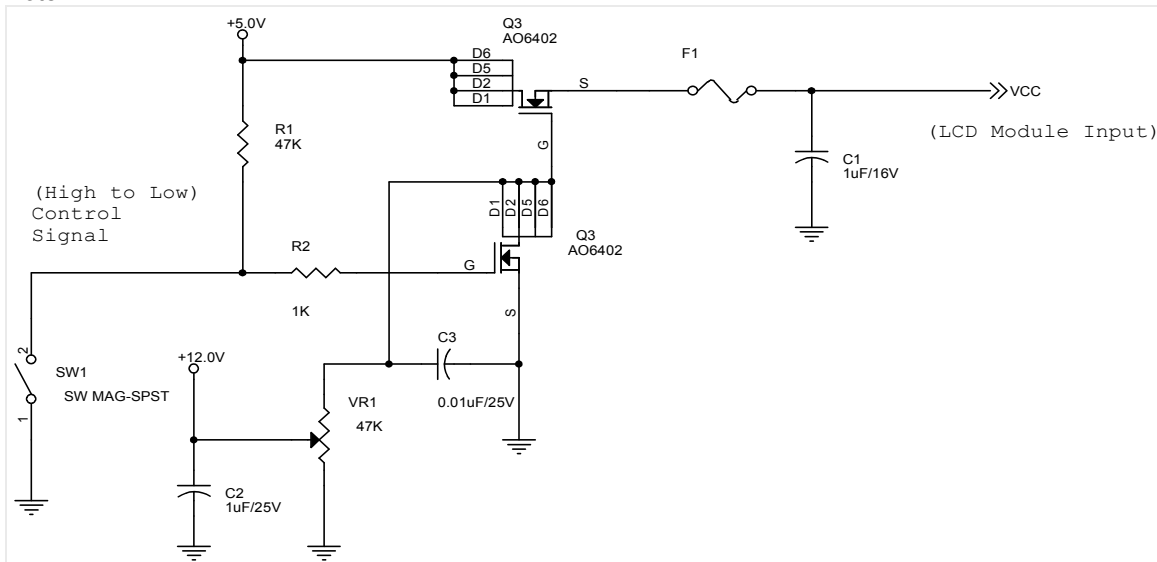 +5.0V
Q3
AO6402
D6
D5
D2
D1
S
G
F1
VCC
(LCD Module Input)
C1
1uF/16V
R1
47K
(High to Low)
Control
Signal
D1
D2
D5
D6
Q3
AO6402
R2
1K
G
S
C3
0.01uF/25V
+12.0V
2
SW1
SW MAG-SPST
1
VR1
47K
C2
1uF/25V